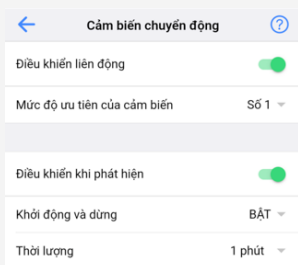 Cảm biến chuyển động ?
Điều khiển liên động
Mức độ ưu tiên của cảm biến Số 1
Điều khiển khi phát hiện
Khởi động và dừng BẬT
Thời lượng 1 phút